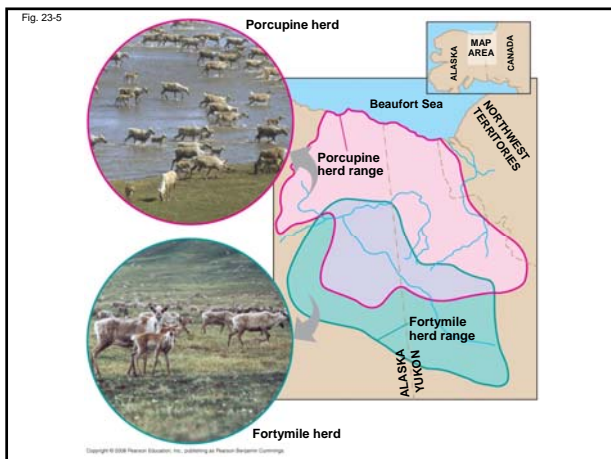 Fig. 23-5
Porcupine herd
MAP
AREA
ALASKA
CANADA
Beaufort Sea
NORTHWEST
TERRITORIES
Porcupine
herd range
Fortymile
herd range
ALASKA
YUKON
Fortymile herd
Copyright © 2008 Pearson Education, Inc., publishing as Pearson Benjamin Cummings.